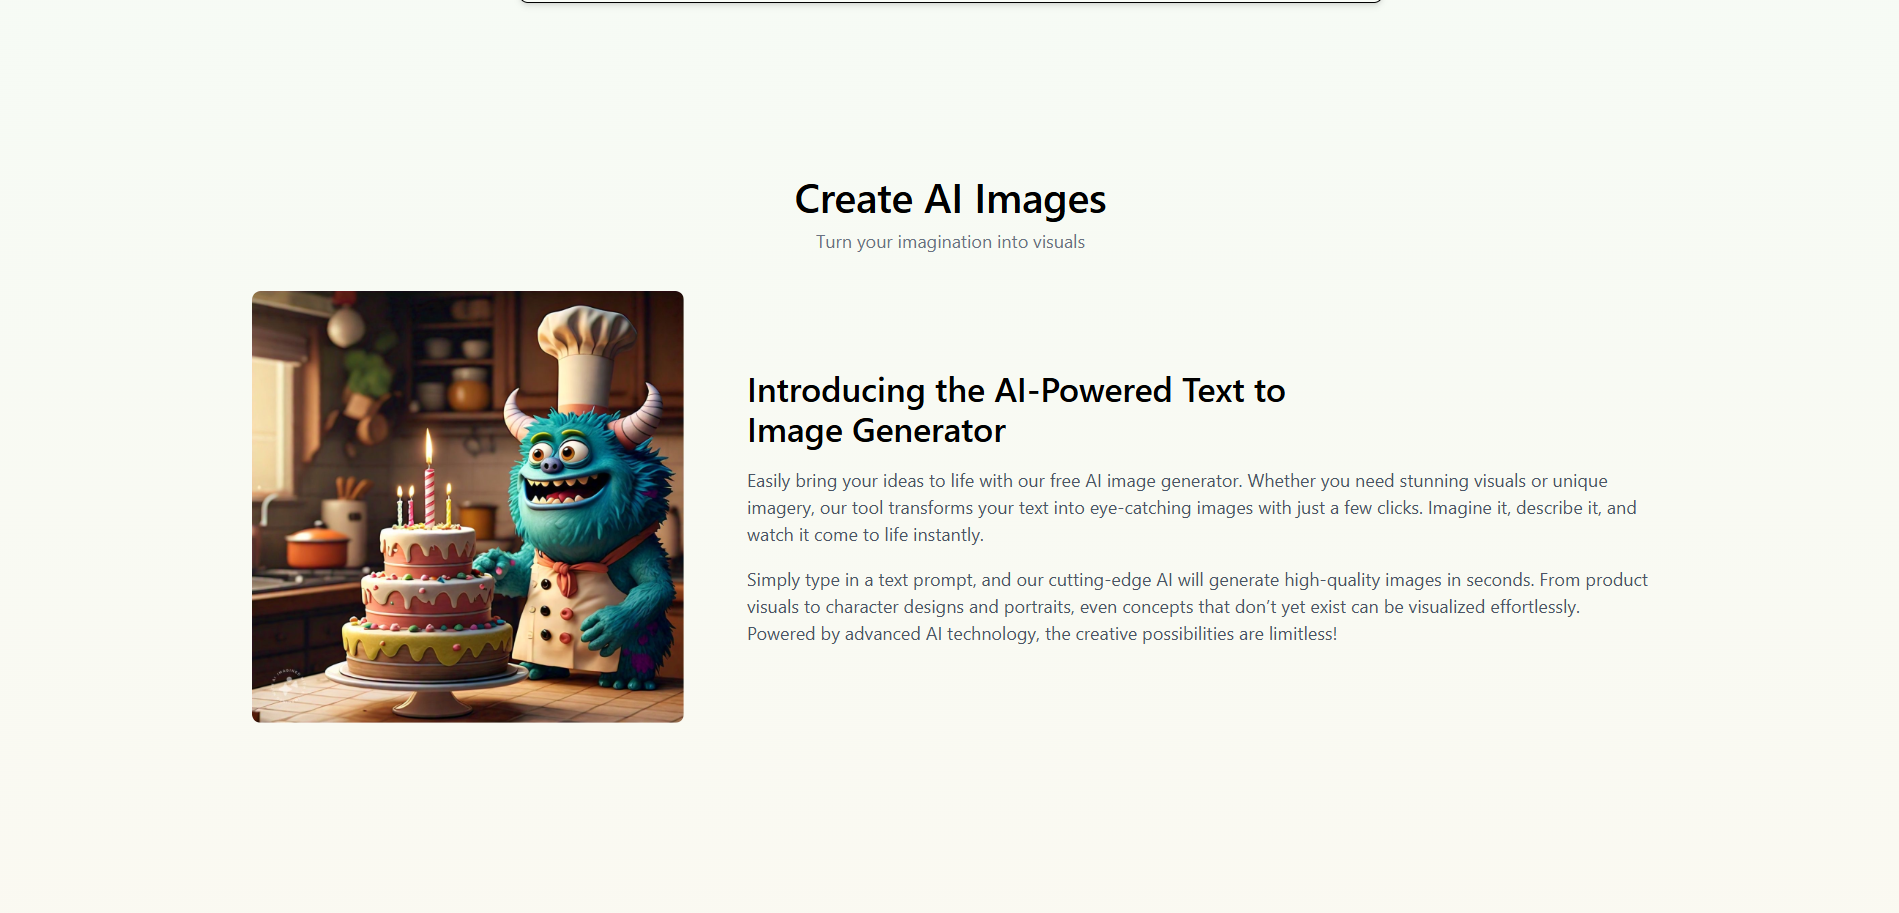 Create AI Images
Turn your imagination into visuals
Introducing the AI-Powered Text to
Image Generator
Easily bring your ideas to life with our free AI image generator. Whether you need stunning visuals or unique
imagery, our tool transforms your text into eye-catching images with just a few clicks. Imagine it, describe it, and
watch it come to life instantly.
Simply type in a text prompt, and our cutting-edge AI will generate high-quality images in seconds. From product
visuals to character designs and portraits, even concepts that don’t yet exist can be visualized effortlessly.
Powered by advanced AI technology, the creative possibilities are limitless!